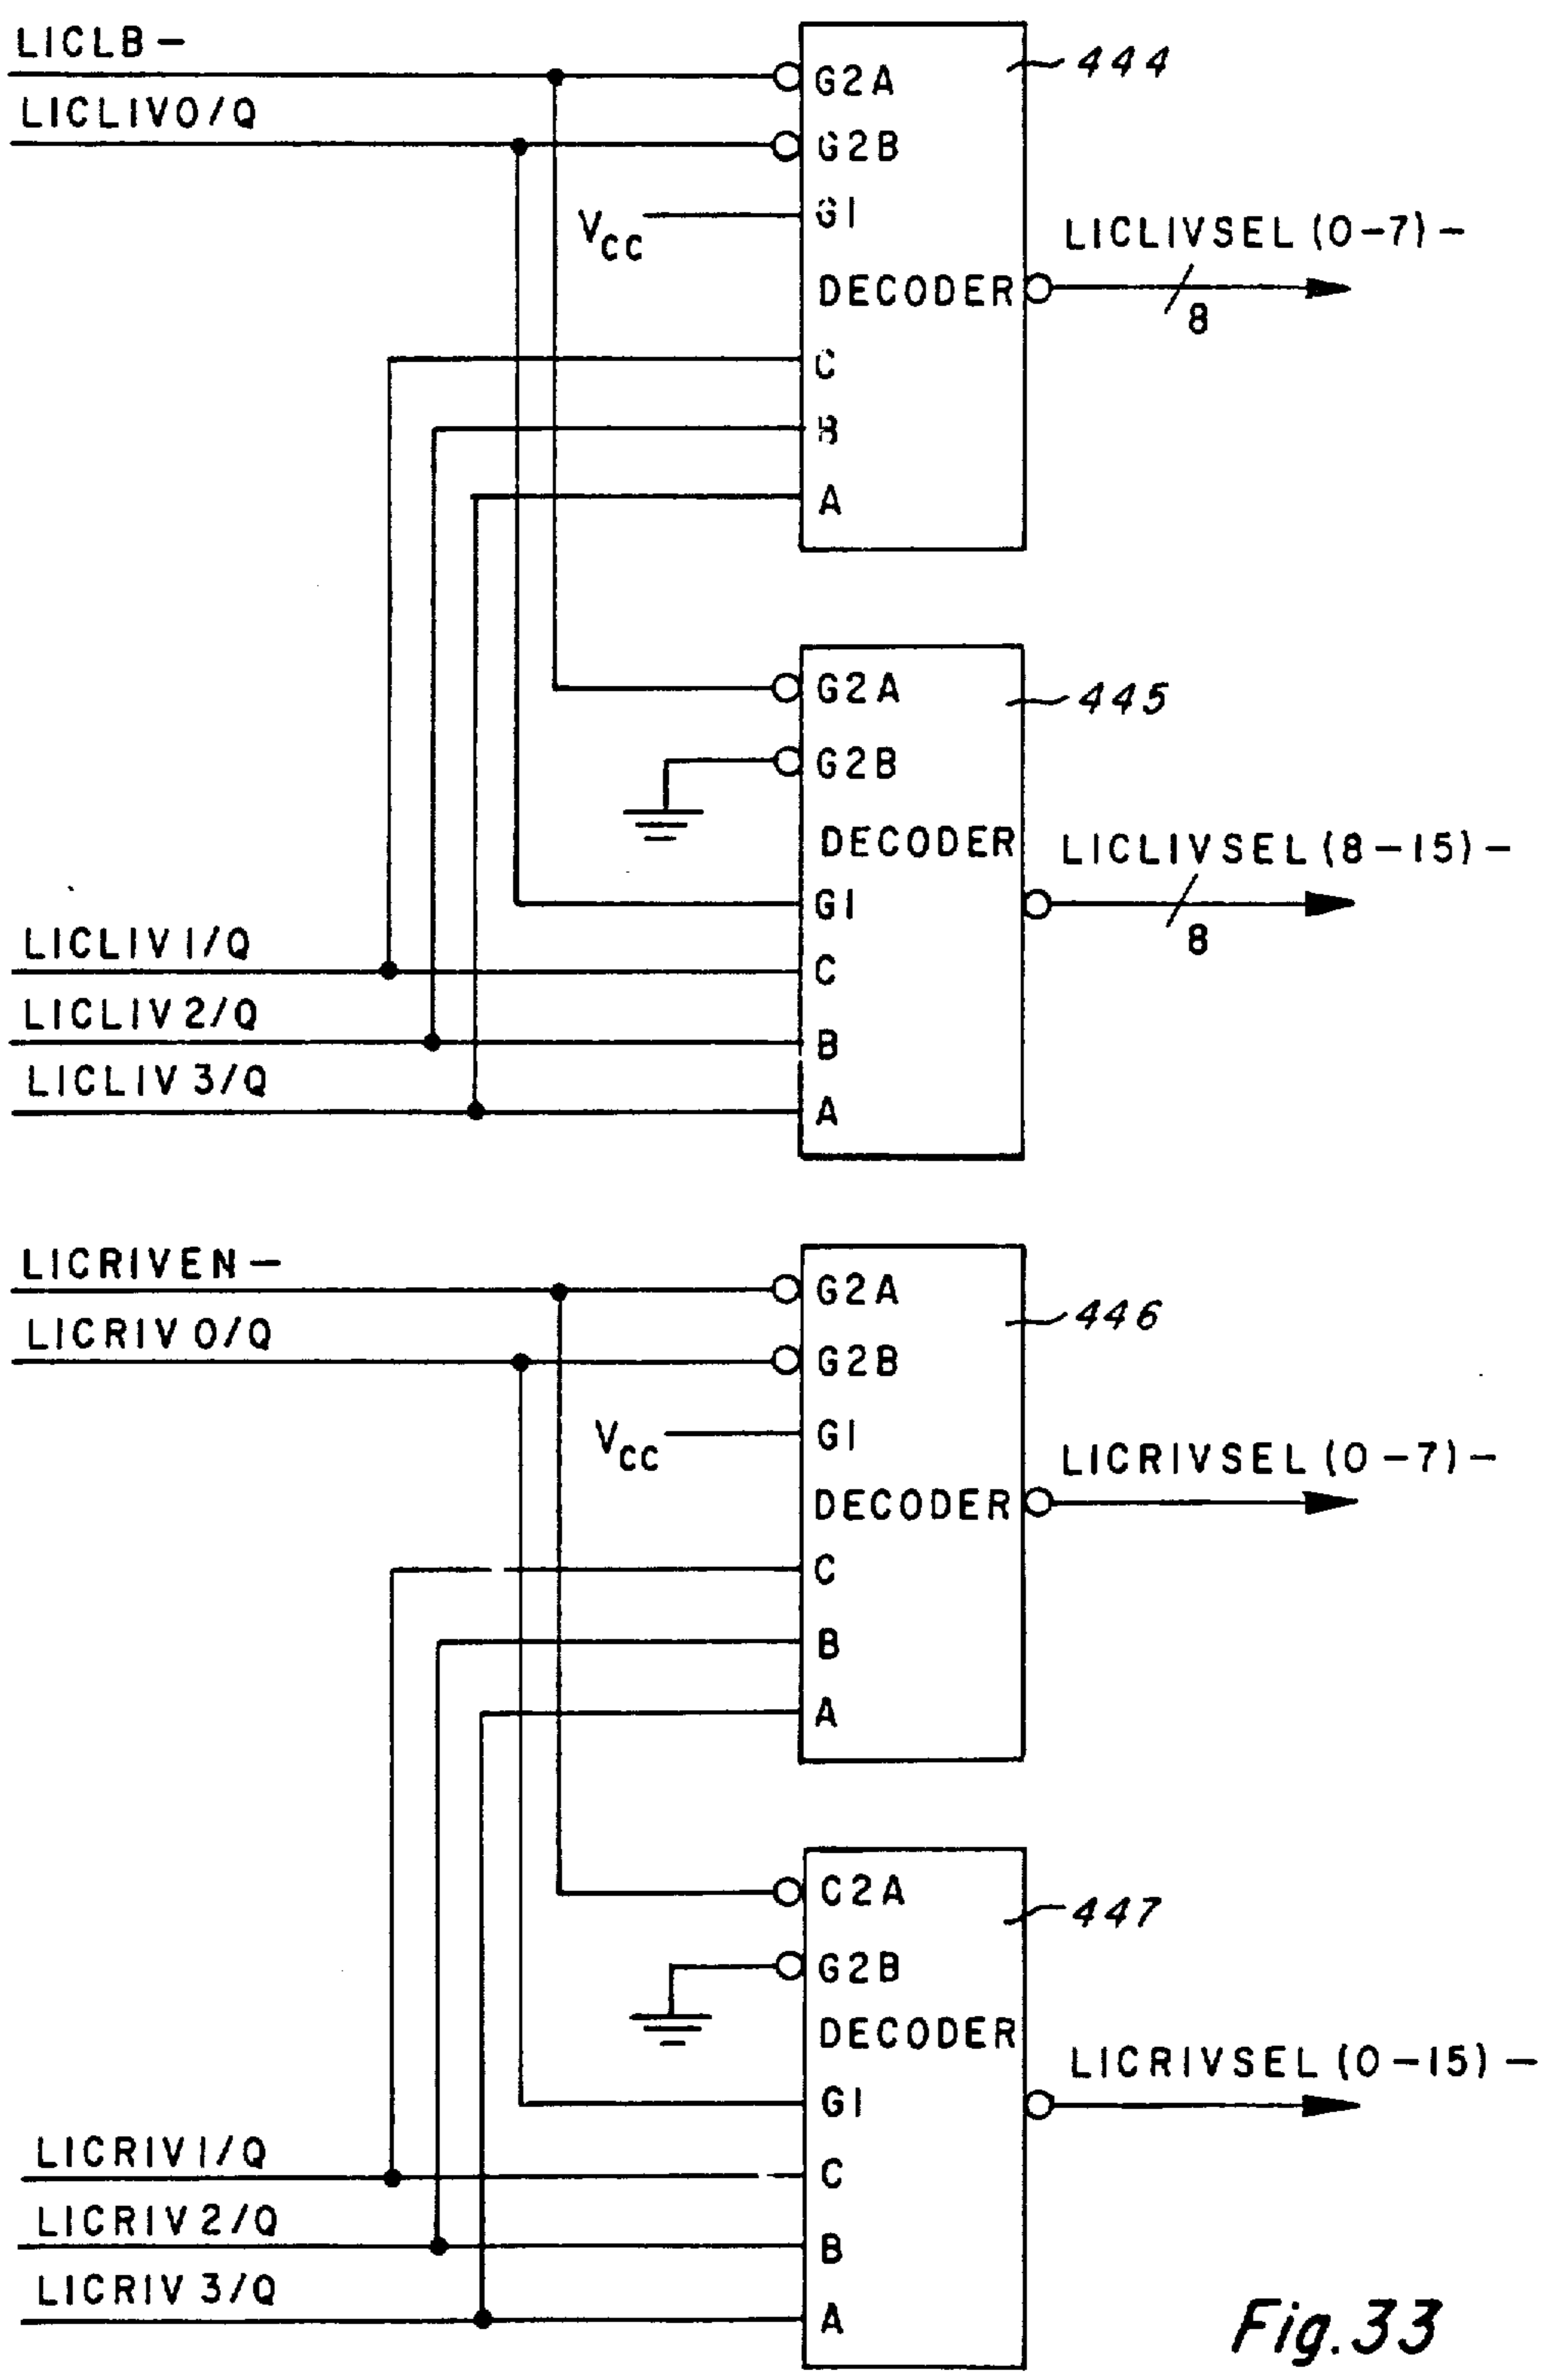 LICLB-
G2A
444
LICLIV0/Q
G2B
VCC
G1
LICLIVSEL (0-7)-
DECODER
8
C
B
A
G2A
445
G2B
DECODER
LICLIVSEL (8-15)-
G1
8
LICLIV1/Q
C
LICLIV2/Q
B
LICLIV3/Q
A
LICRIVEN-
G2A
446
LICRIV0/Q
G2B
VCC
G1
LICRIVSEL (0-7)-
DECODER
C
B
A
C2A
447
G2B
DECODER
LICRIVSEL (0-15)-
G1
LICRIV1/Q
C
LICRIV2/Q
B
LICRIV3/Q
A
Fig.33